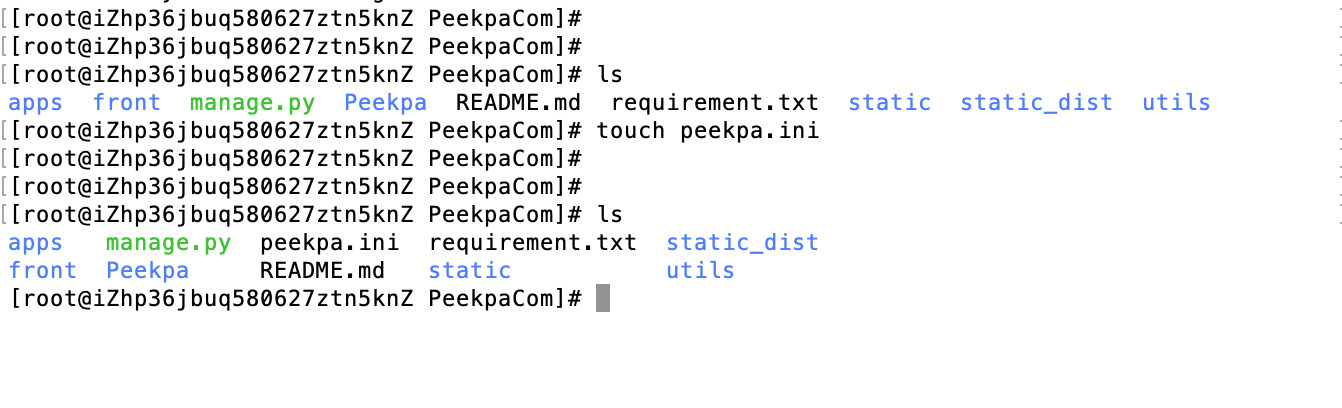 [[root@iZhp36jbuq580627ztn5knZ PeekpaCom]#
[[root@iZhp36jbuq580627ztn5knZ PeekpaCom]#
[[root@iZhp36jbuq580627ztn5knZ PeekpaCom]# ls
apps  front  manage.py  Peekpa  README.md  requirement.txt  static  static_dist  utils
[[root@iZhp36jbuq580627ztn5knZ PeekpaCom]# touch peekpa.ini
[[root@iZhp36jbuq580627ztn5knZ PeekpaCom]#
[[root@iZhp36jbuq580627ztn5knZ PeekpaCom]#
[[root@iZhp36jbuq580627ztn5knZ PeekpaCom]# ls
apps   manage.py  peekpa.ini  requirement.txt  static_dist
front  Peekpa     README.md   static           utils
[root@iZhp36jbuq580627ztn5knZ PeekpaCom]#